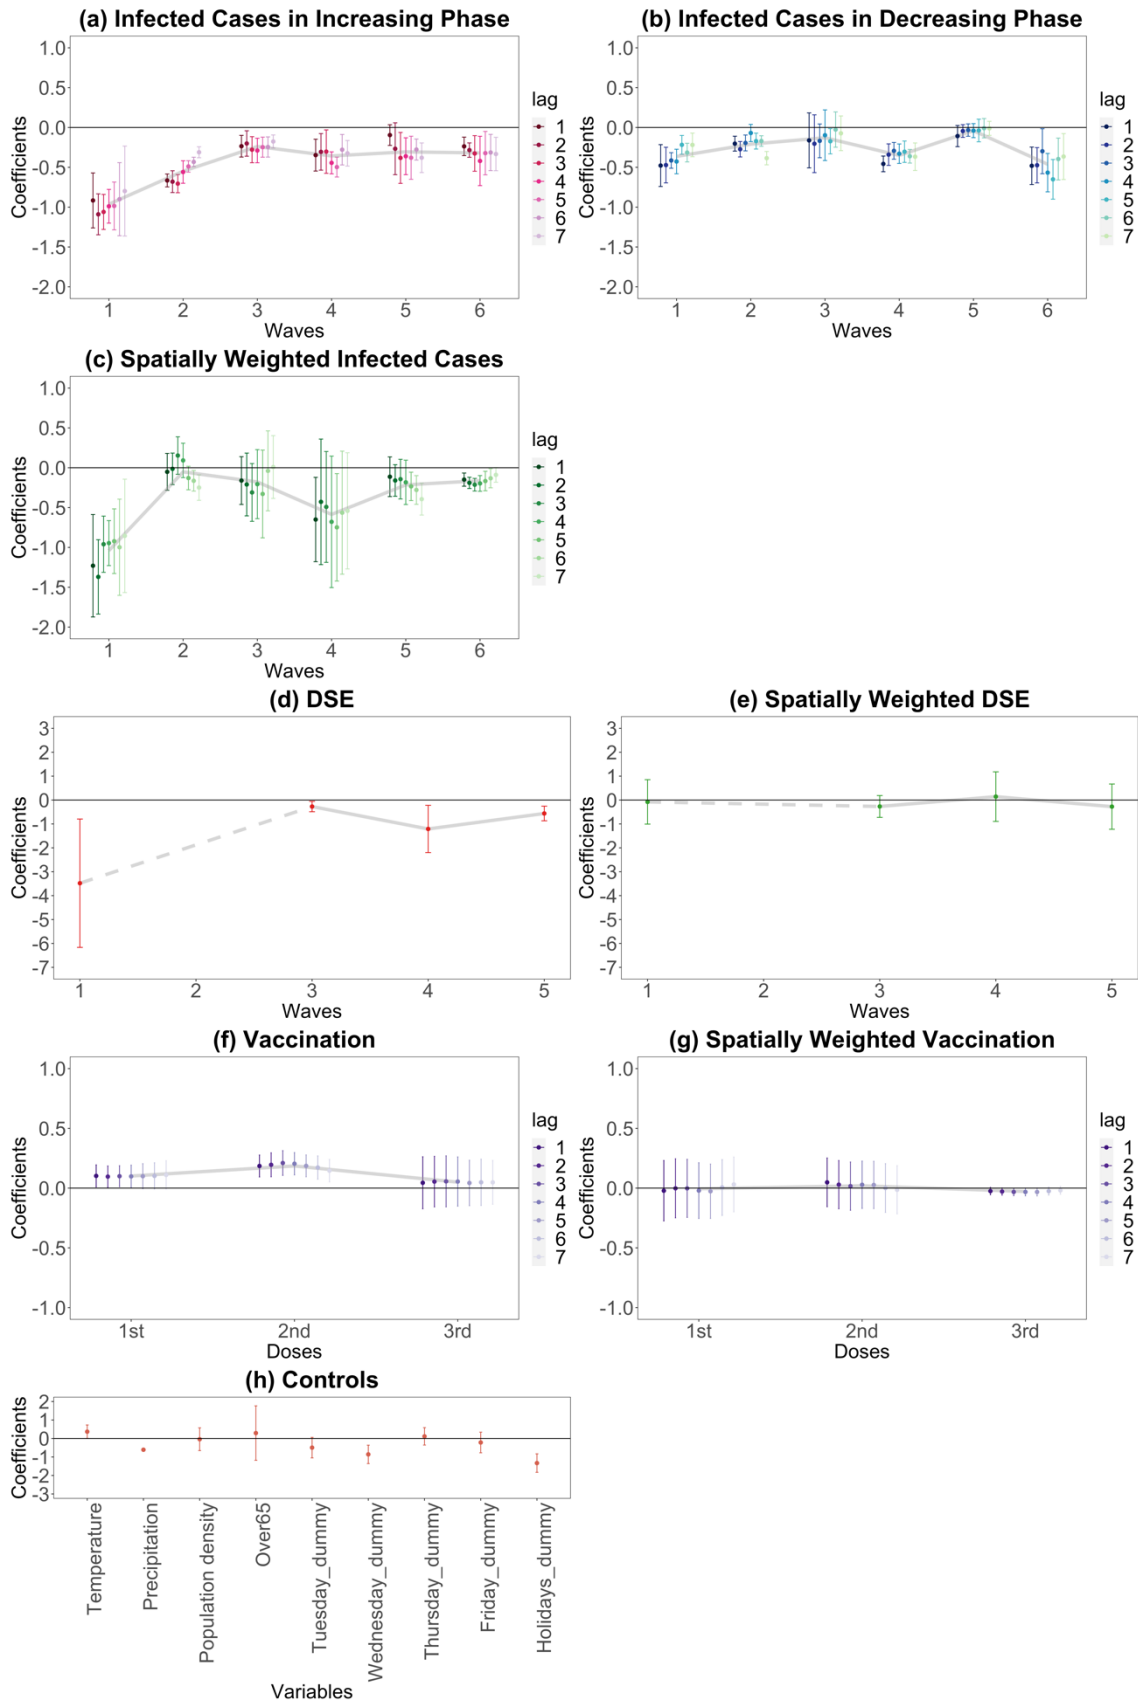 (a) Infected Cases in Increasing Phase
1.0
0.5
0.0
-0.5
-1.0
-1.5
-2.0
Coefficients
1 2 3 4 5 6
Waves
lag
1
2
3
4
5
6
7
(b) Infected Cases in Decreasing Phase
1.0
0.5
0.0
-0.5
-1.0
-1.5
-2.0
Coefficients
1 2 3 4 5 6
Waves
lag
1
2
3
4
5
6
7
(c) Spatially Weighted Infected Cases
1.0
0.5
0.0
-0.5
-1.0
-1.5
-2.0
Coefficients
1 2 3 4 5 6
Waves
lag
1
2
3
4
5
6
7
(d) DSE
3
2
1
0
-1
-2
-3
-4
-5
-6
-7
Coefficients
1 2 3 4 5
Waves
(e) Spatially Weighted DSE
3
2
1
0
-1
-2
-3
-4
-5
-6
-7
Coefficients
1 2 3 4 5
Waves
(f) Vaccination
1.0
0.5
0.0
-0.5
-1.0
Coefficients
1st 2nd 3rd
Doses
lag
1
2
3
4
5
6
7
(g) Spatially Weighted Vaccination
1.0
0.5
0.0
-0.5
-1.0
Coefficients
1st 2nd 3rd
Doses
lag
1
2
3
4
5
6
7
(h) Controls
2
1
0
-1
-2
-3
Coefficients
Temperature
Precipitation
Population density
Over65
Tuesday_dummy
Wednesday_dummy
Thursday_dummy
Friday_dummy
Holidays_dummy
Variables